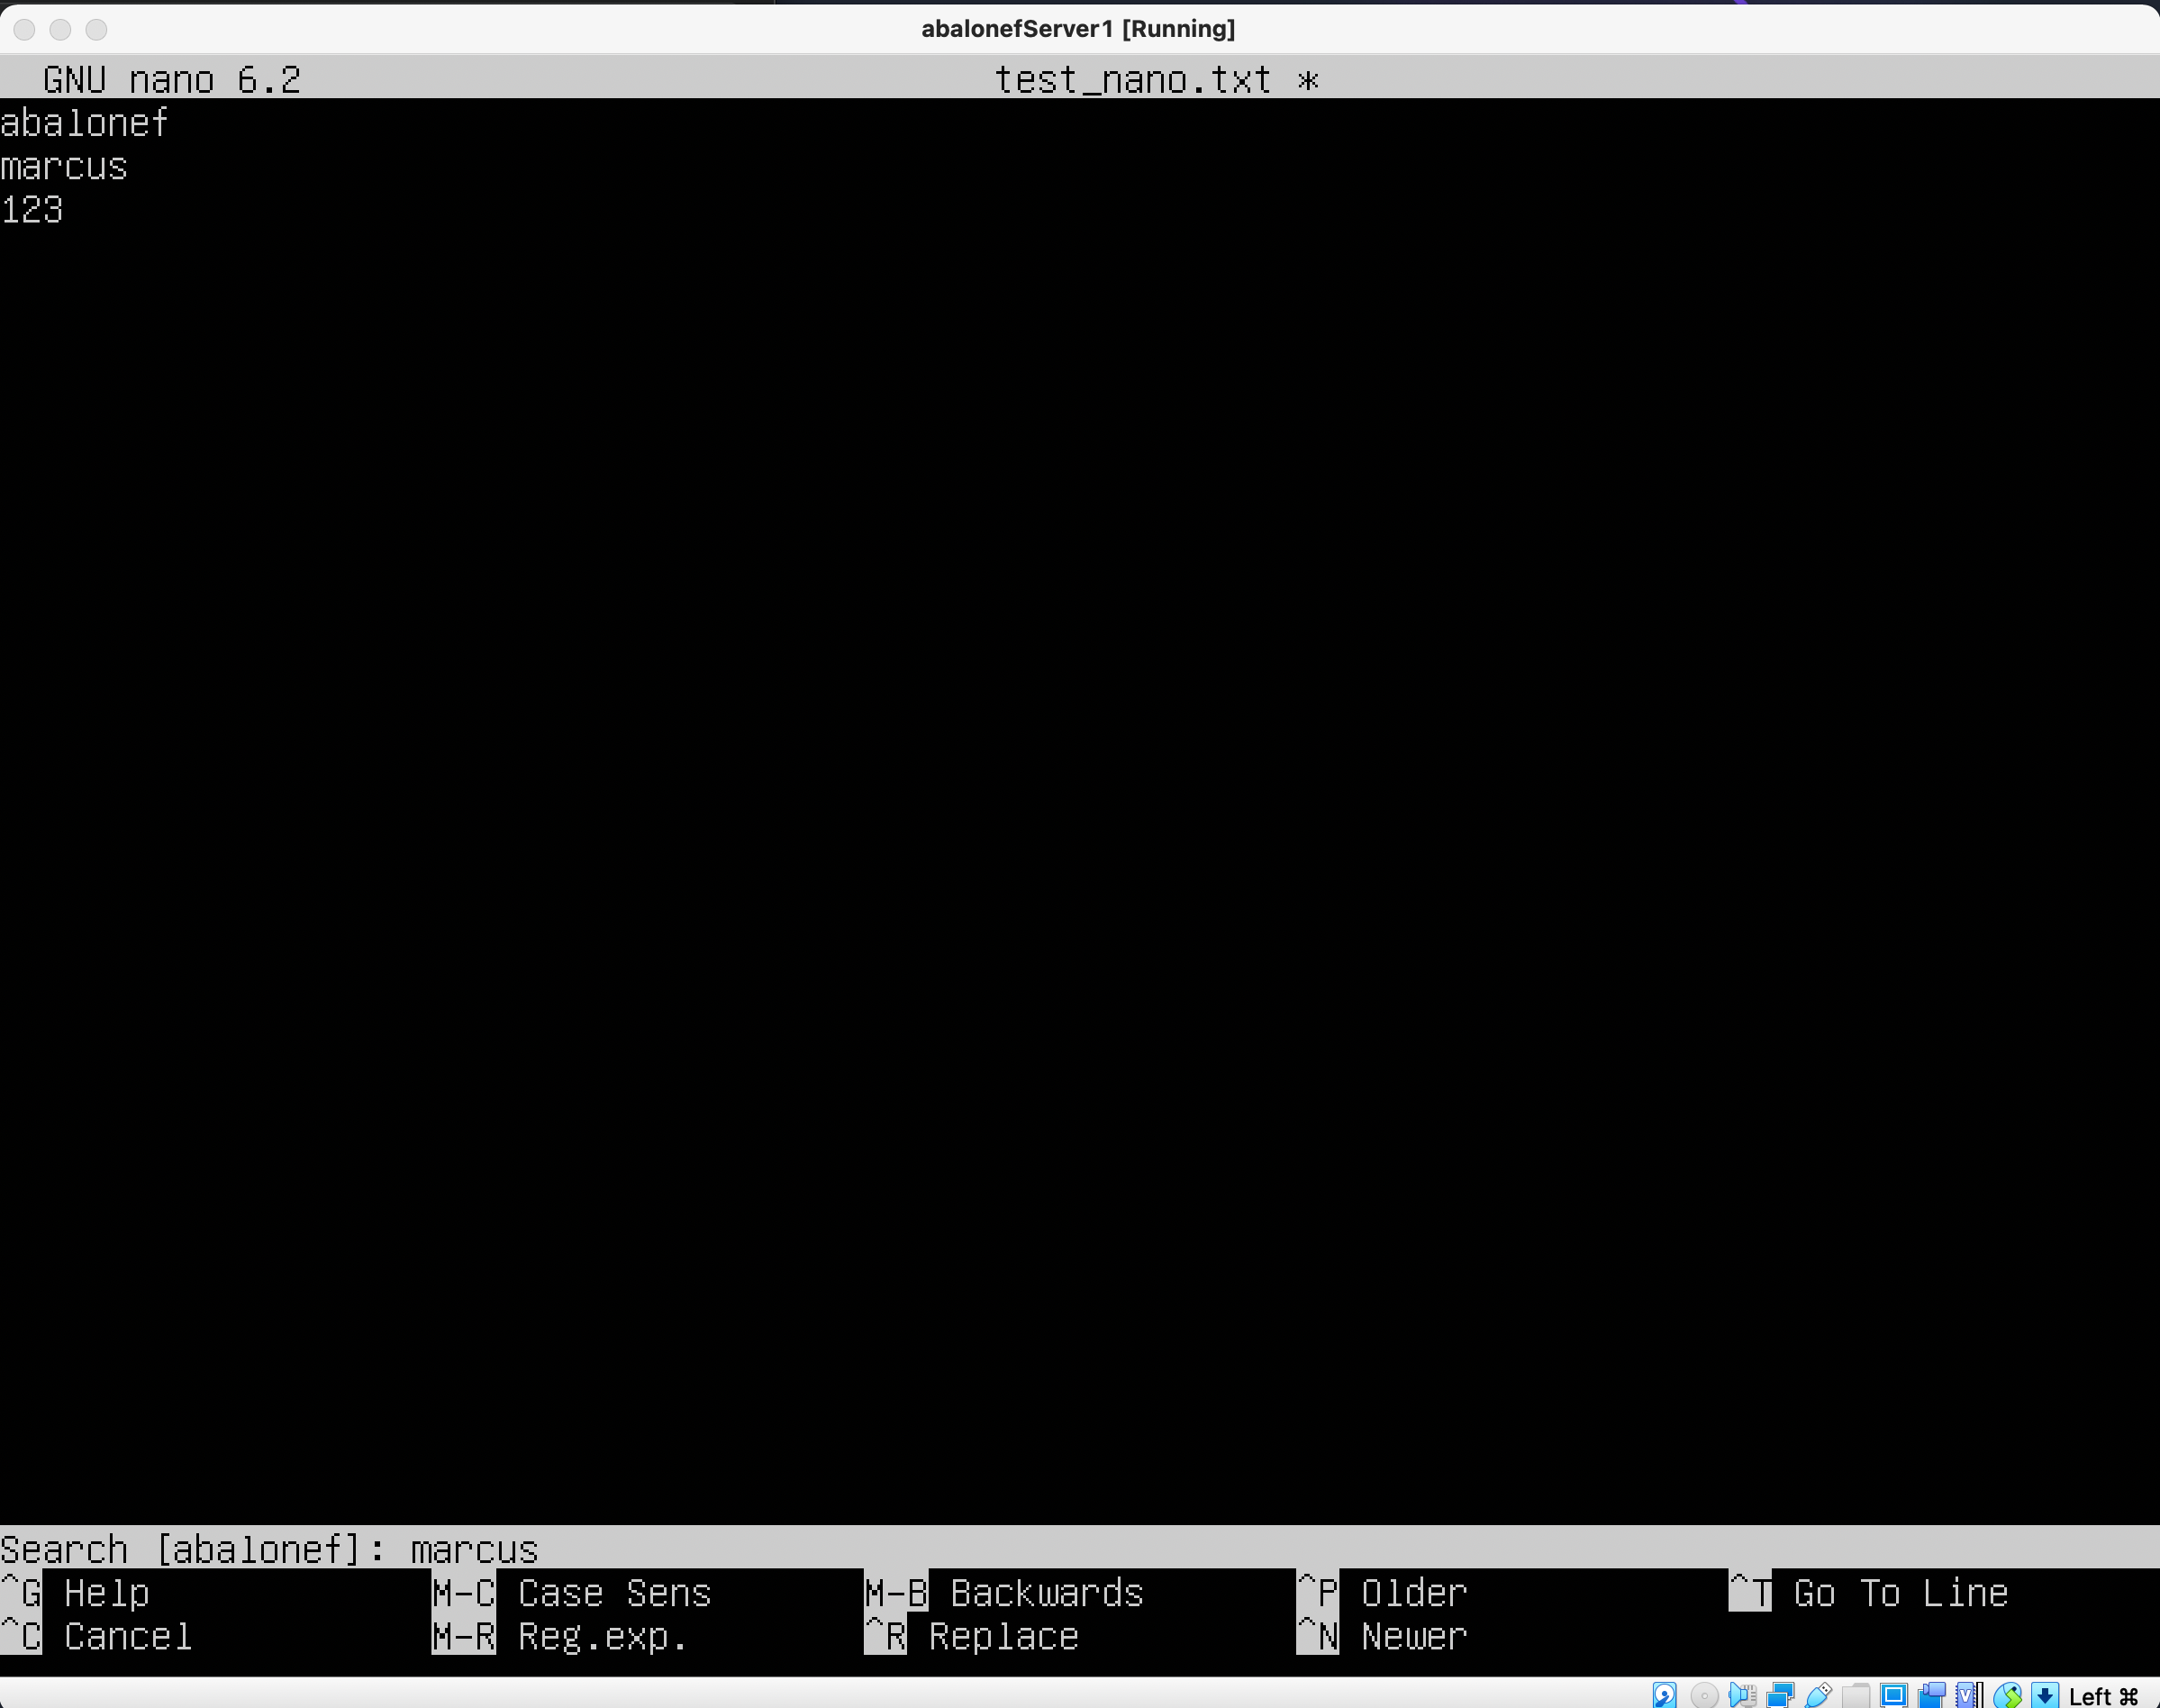 abalonefServer1 [Running]
GNU nano 6.2 test_nano.txt *
abalonef
marcus
123
Search [abalonef]: marcus
^G Help M-C Case Sens M-B Backwards ^P Older ^T Go To Line
^C Cancel M-R Reg.exp. ^R Replace ^N Newer
Left ⌘